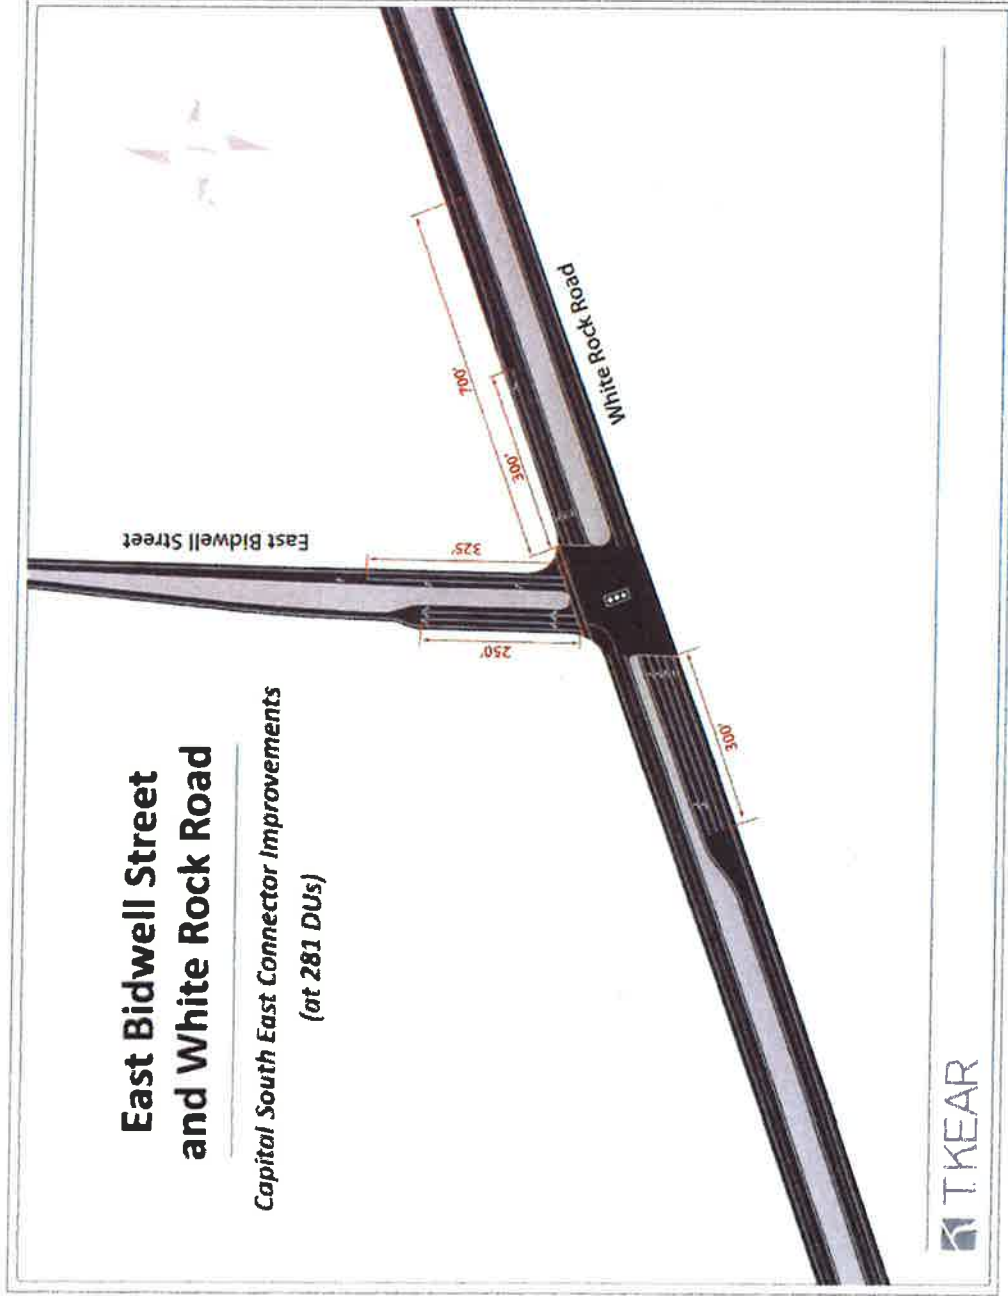 East Bidwell Street
and White Rock Road
Capital South East Connector Improvements
(at 281 DUs)
East Bidwell Street
White Rock Road
700'
300'
325'
250'
300'
T. KEAR